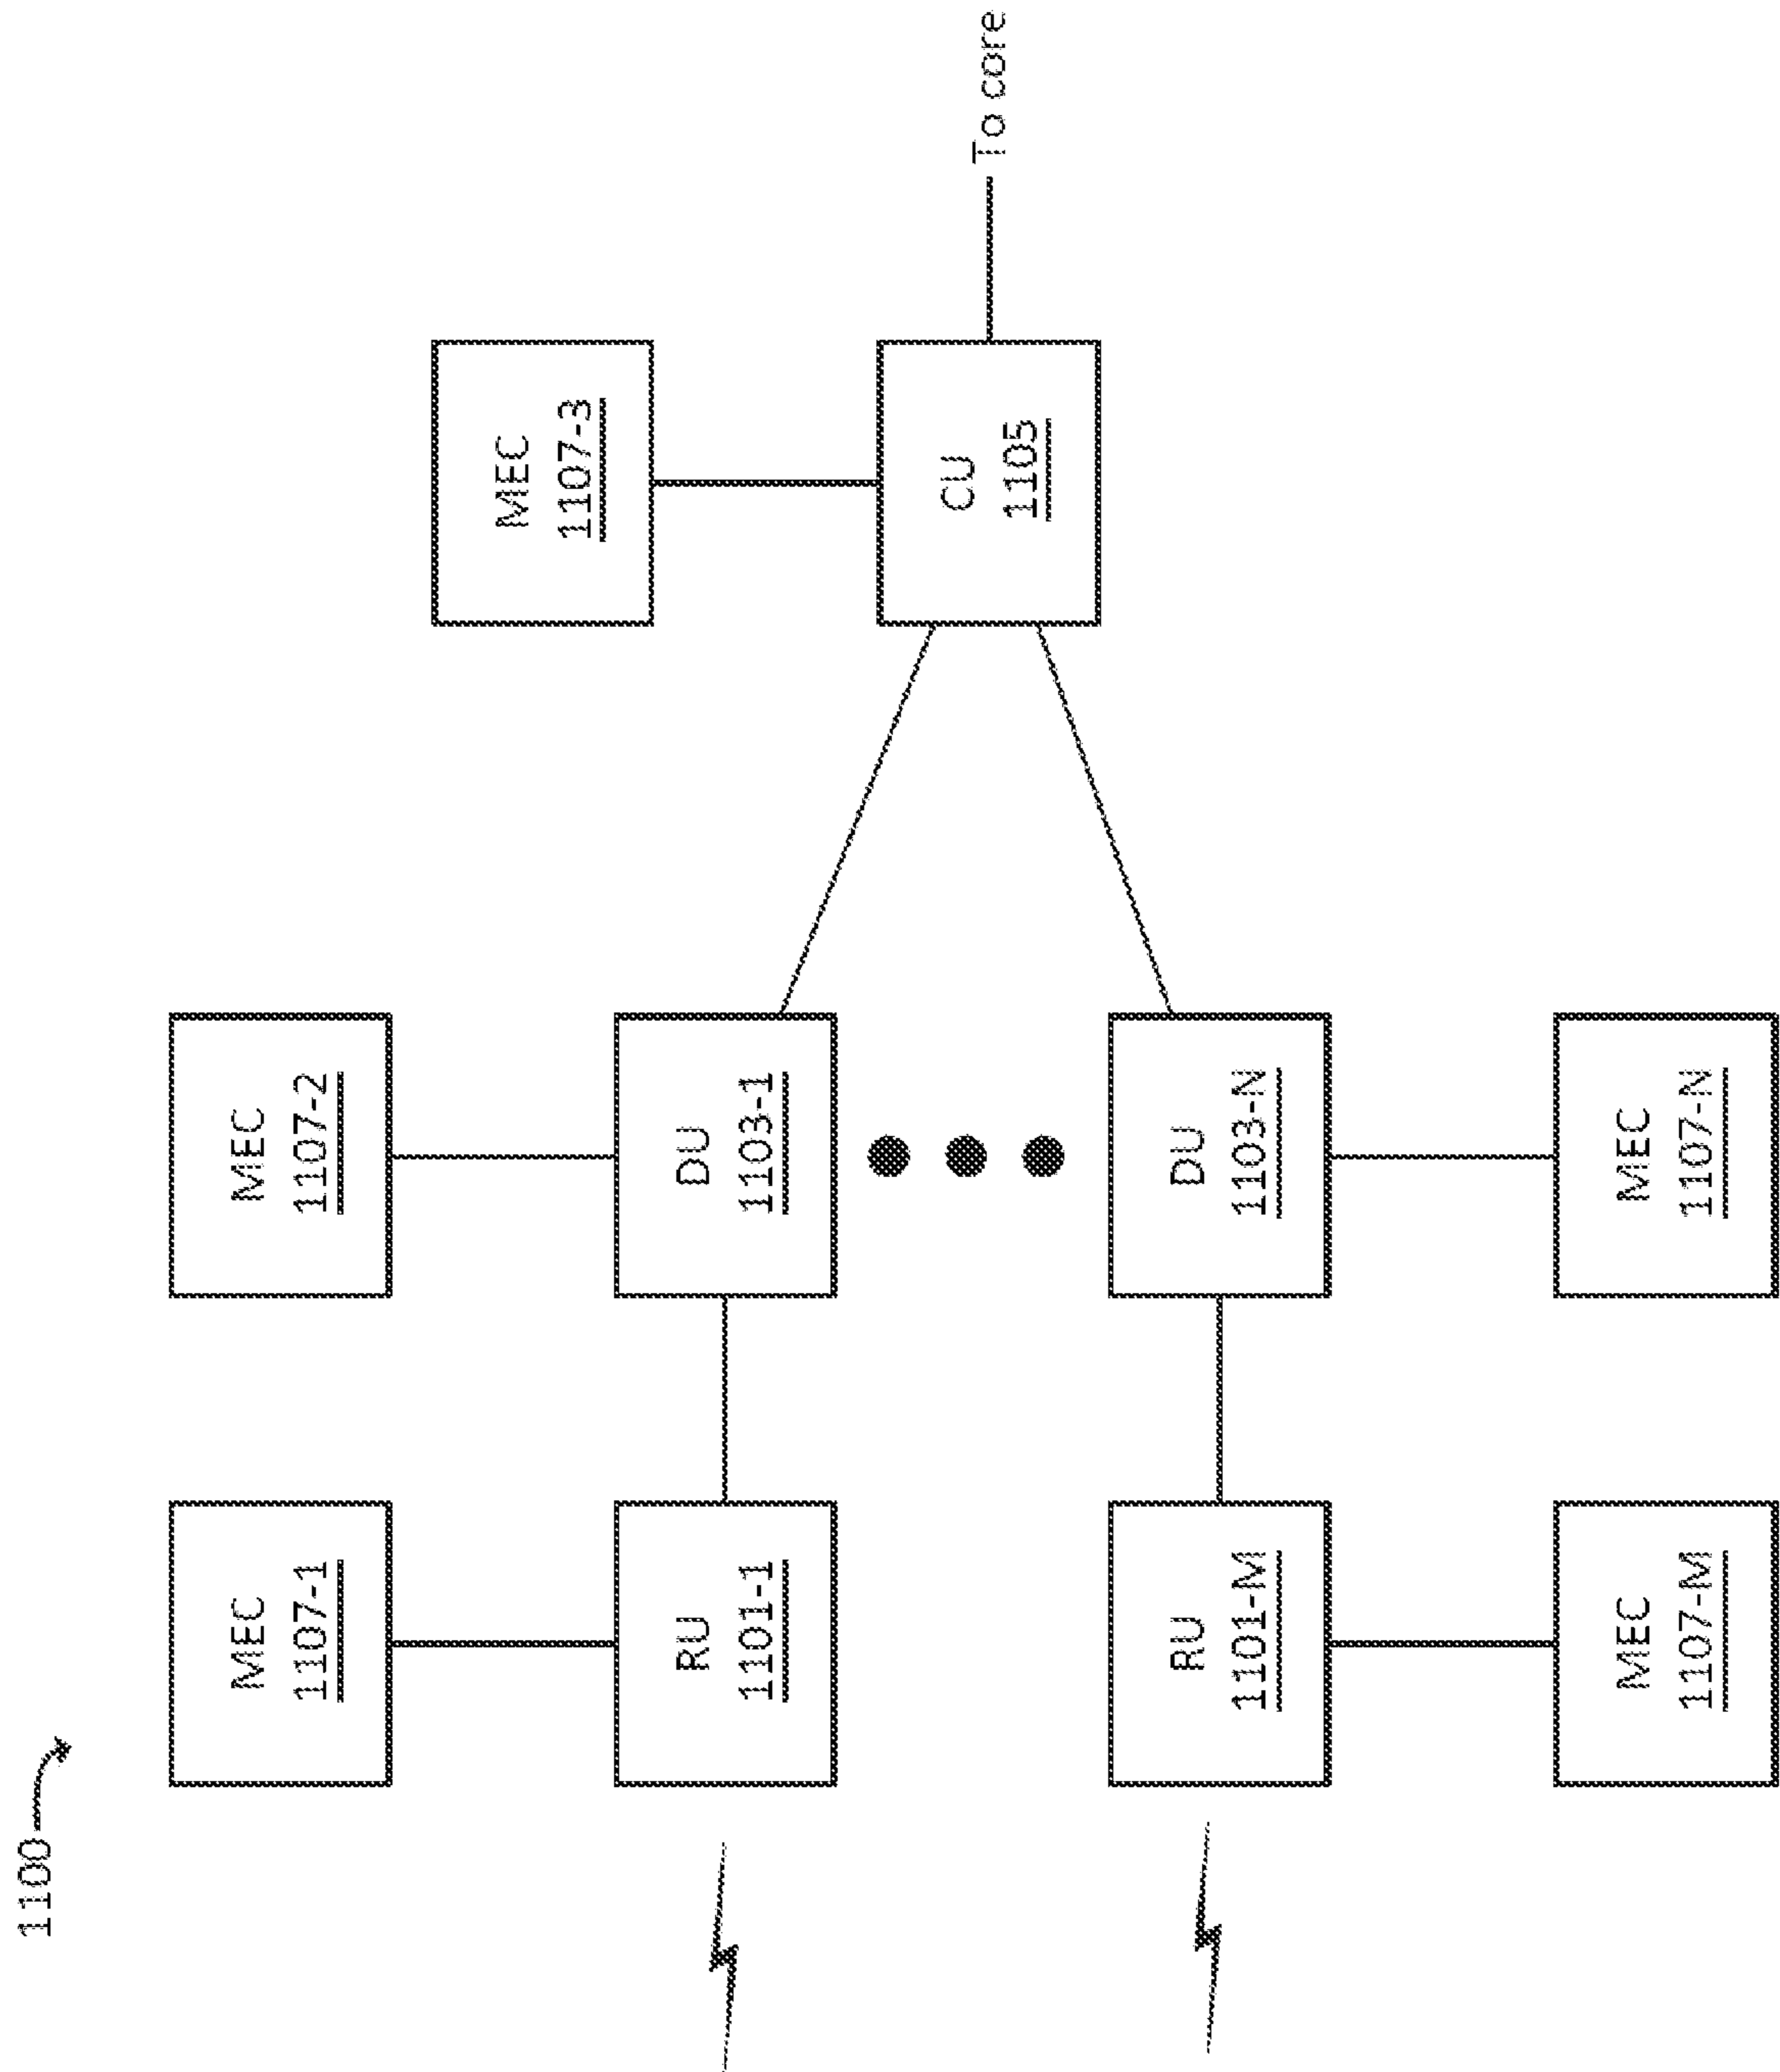 1100
MEC
1107-1
MEC
1107-2
MEC
1107-3
RU
1101-1
DU
1103-1
CU
1105
To core
RU
1101-M
DU
1103-N
MEC
1107-M
MEC
1107-N